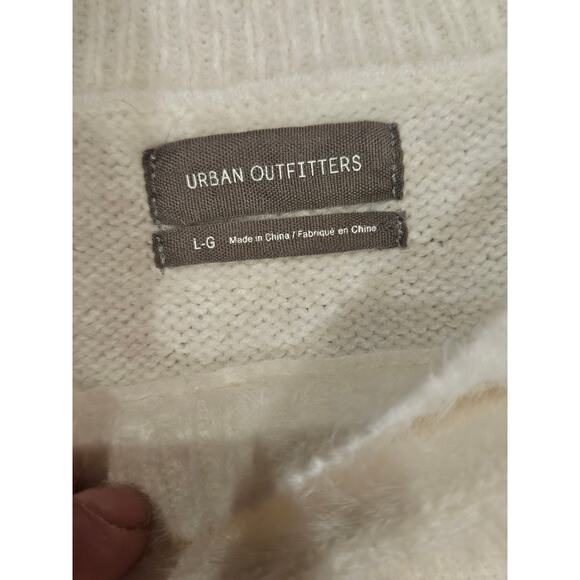 URBAN OUTFITTERS
L-G Made in China / Fabriqué en Chine